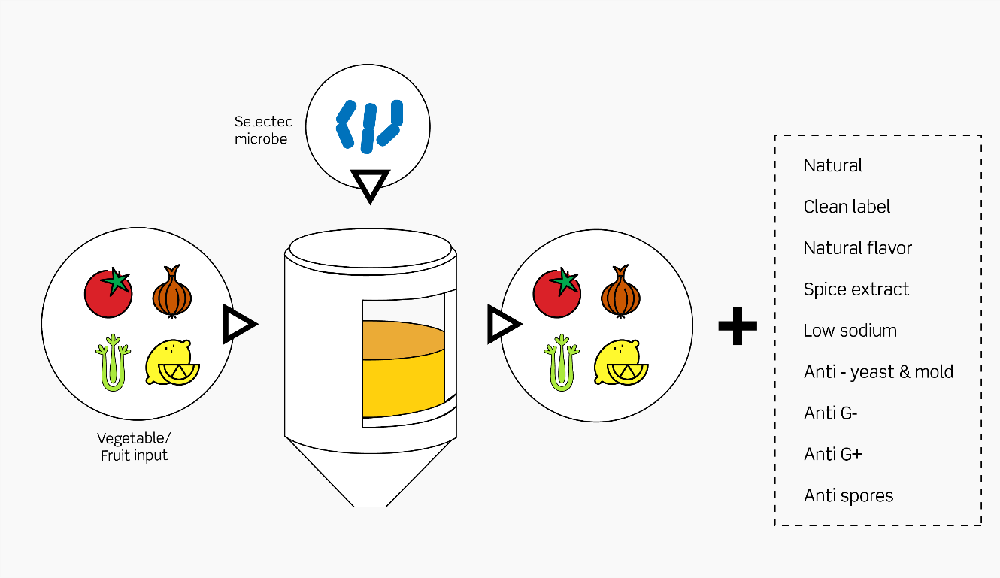 Selected
microbe
Vegetable/
Fruit input
Natural
Clean label
Natural flavor
Spice extract
Low sodium
Anti - yeast & mold
Anti G-
Anti G+
Anti spores